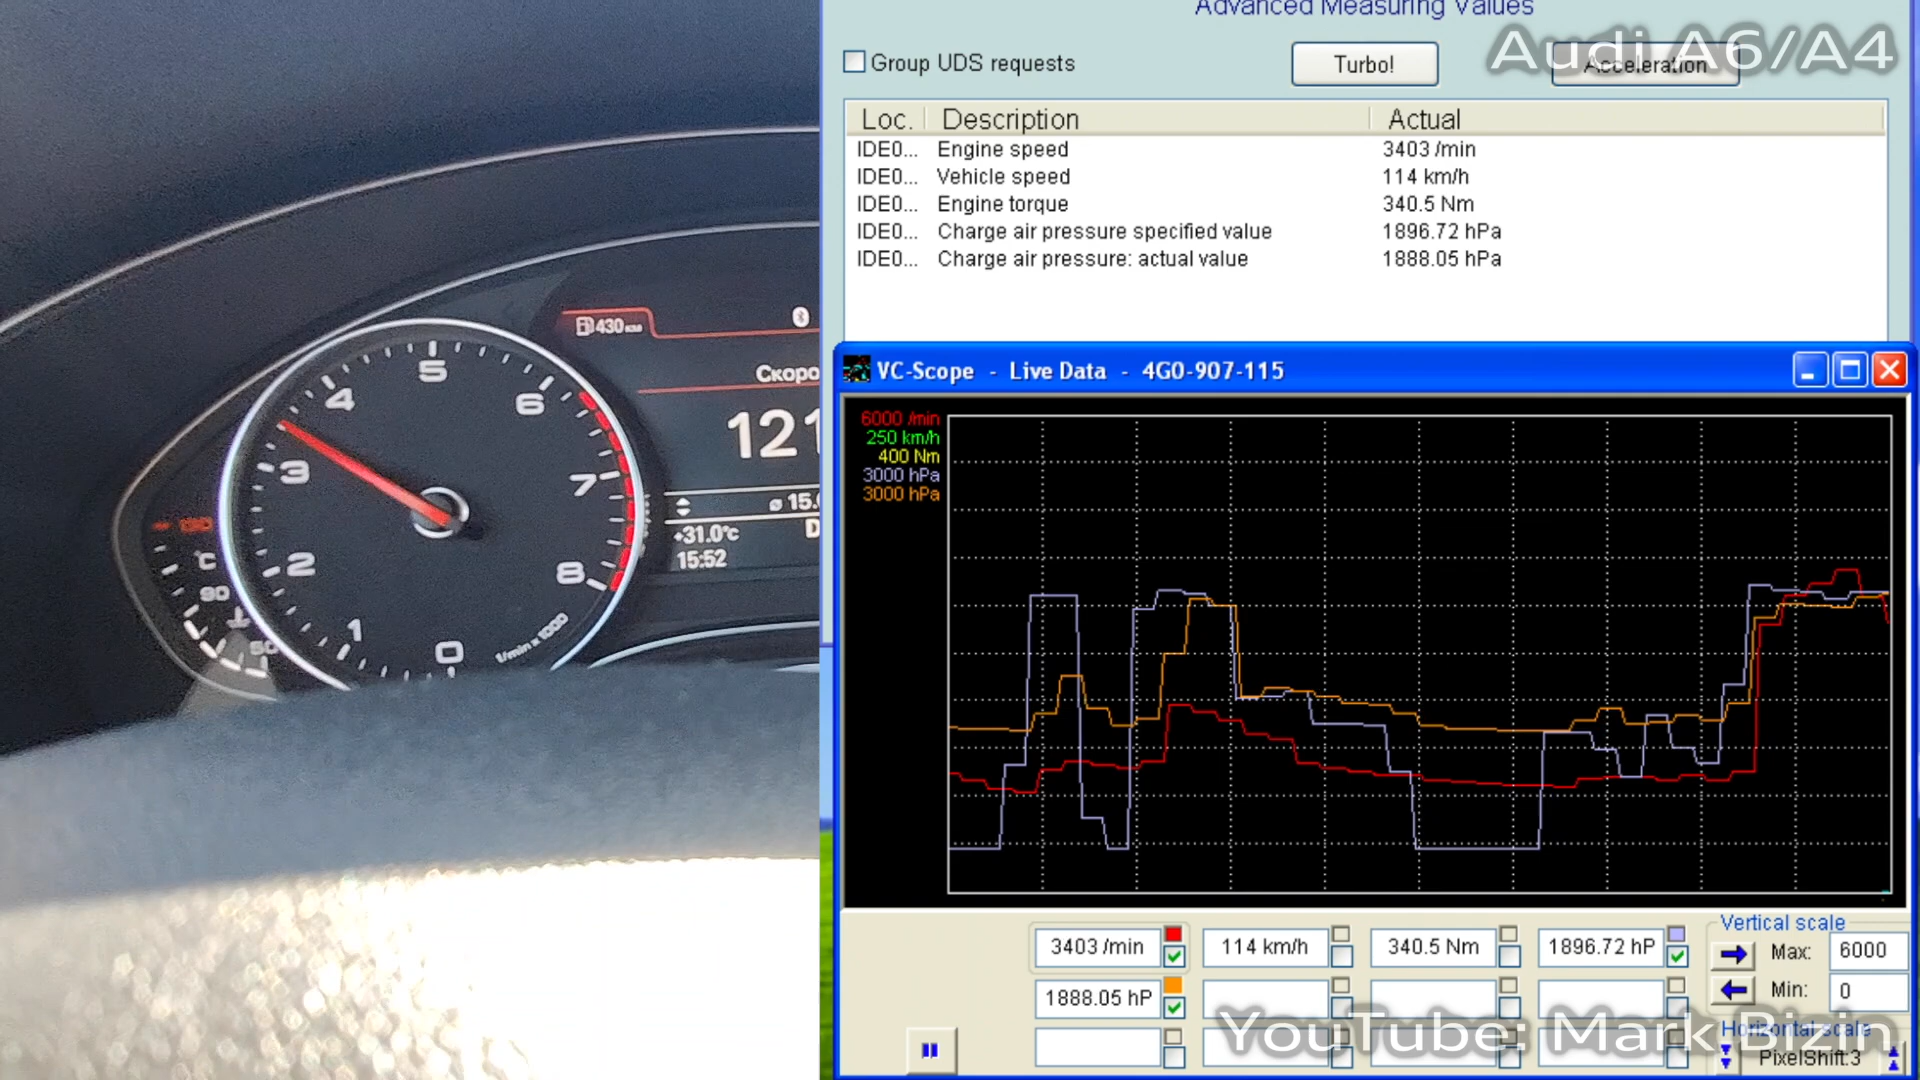 Advanced Measuring Values
Audi A6/A4
Group UDS requests
Turbo!
Acceleration
Loc. Description Actual
IDE0... Engine speed 3403 /min
IDE0... Vehicle speed 114 km/h
IDE0... Engine torque 340.5 Nm
IDE0... Charge air pressure specified value 1896.72 hPa
IDE0... Charge air pressure: actual value 1888.05 hPa
VC-Scope - Live Data - 4G0-907-115
6000 /min
250 km/h
400 Nm
3000 hPa
3000 hPa
3403 /min
114 km/h
340.5 Nm
1896.72 hP
1888.05 hP
Vertical scale
Max: 6000
Min: 0
Horizontal scale
PixelShift:3
YouTube: Mark Bizin
430 км
Скоро
121
ø 15.
+31.0°C
D
15:52
130
°C
90
50
0
1
2
3
4
5
6
7
8
1/min x 1000